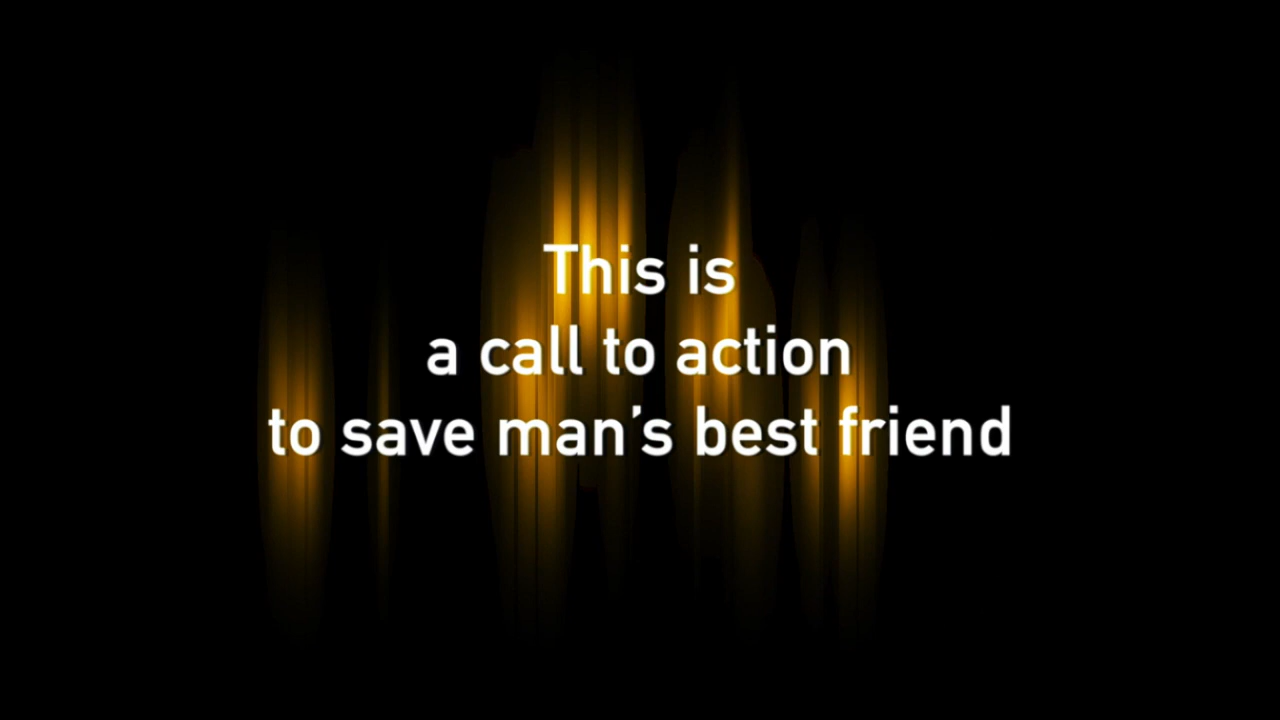 This is
a call to action
to save man’s best friend